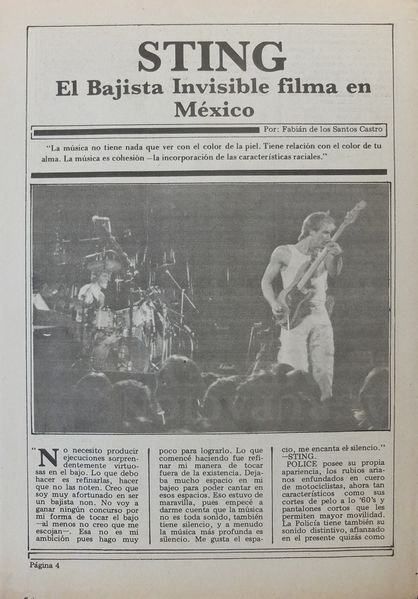 STING
El Bajista Invisible filma en
México
Por: Fabián de los Santos Castro
"La música no tiene nada que ver con el color de la piel. Tiene relación con el color de tu
alma. La música es cohesión —la incorporación de las características raciales."
"No necesito producir
ejecuciones sorpren-
dentemente virtuo-
sas en el bajo. Lo que debo
hacer es refinarlas, hacer
que no las noten. Creo que
soy muy afortunado en ser
un bajista non. No voy a
ganar ningún concurso por
mi forma de tocar el bajo
—al menos no creo que me
escojan—. Esa no es mi
ambición pues hago muy
poco para lograrlo. Lo que
comencé haciendo fue refi-
nar mi manera de tocar
fuera de la existencia. Deja-
ba mucho espacio en mi
bajeo para poder cantar en
esos espacios. Eso estuvo de
maravilla, pues empecé a
darme cuenta que la música
no es toda sonido, también
tiene silencio, y a menudo
la música más profunda es
silencio. Me gusta el espa-
cio, me encanta el silencio."
—STING.
POLICE posee su propia
apariencia, los rubios aria-
nos enfundados en cuero
de motociclistas, ahora tan
característicos como sus
cortes de pelo a lo '60's y
pantalones cortos que les
permiten mayor movilidad.
La Policía tiene también su
sonido distintivo, afianzado
en el presente quizás como
Página 4